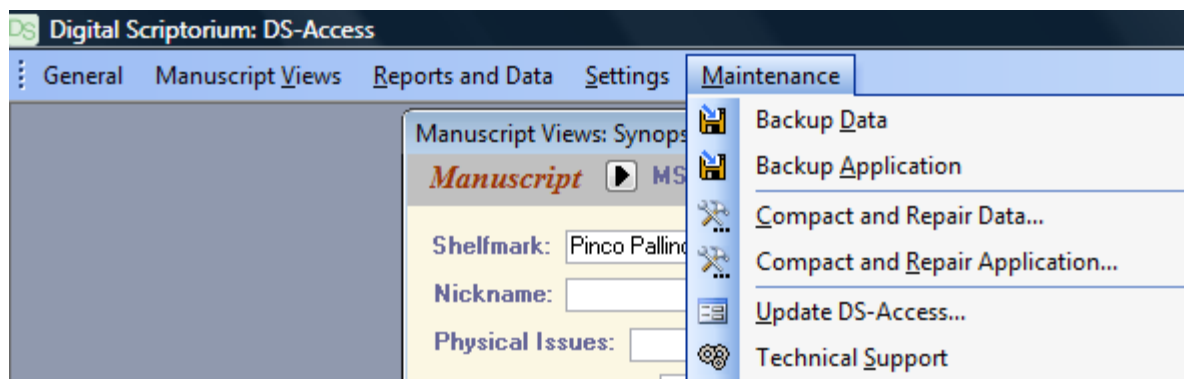 DS Digital Scriptorium: DS-Access
General Manuscript Views Reports and Data Settings Maintenance
Backup Data
Backup Application
Compact and Repair Data...
Compact and Repair Application...
Update DS-Access...
Technical Support
Manuscript Views:
Manuscript MS
Shelfmark: Pinco
Nickname:
Physical Issues: